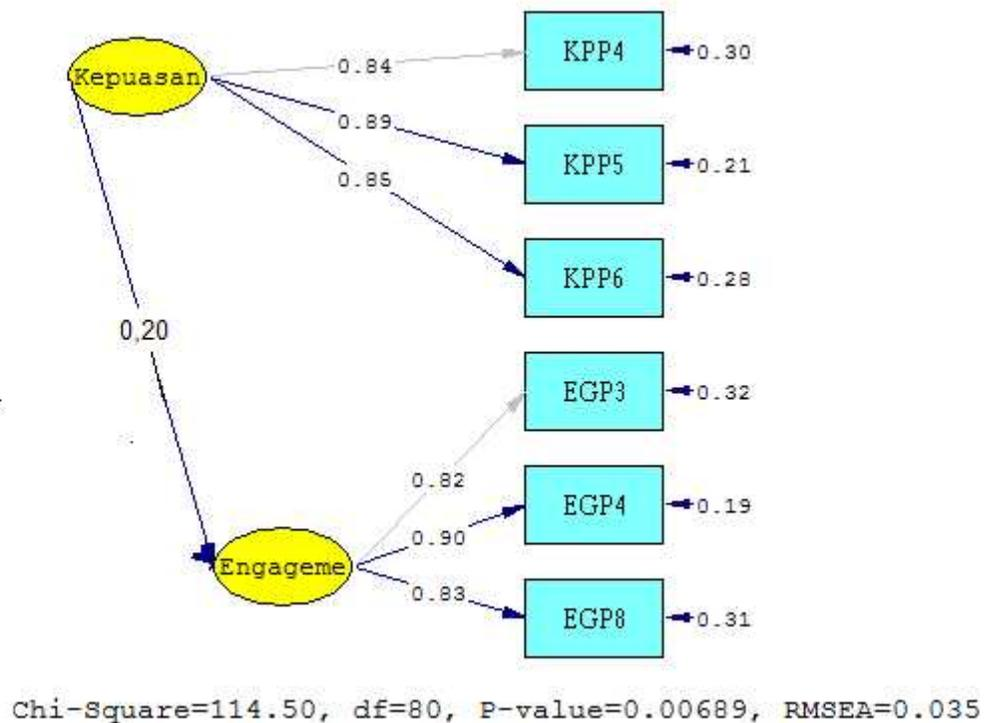 KPP4
0.30
Kepuasan
0.84
0.89
KPP5
0.21
0.85
KPP6
0.28
0,20
EGP3
0.32
0.82
EGP4
0.19
0.90
Engageme
0.83
EGP8
0.31
Chi-Square=114.50, df=80, P-value=0.00689, RMSEA=0.035